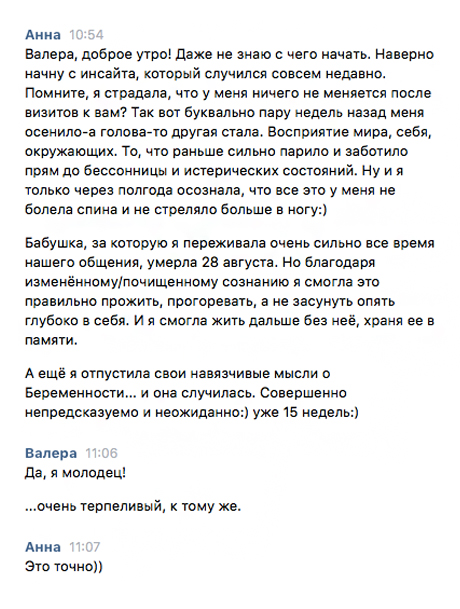 Анна 10:54
Валера, доброе утро! Даже не знаю с чего начать. Наверно
начну с инсайта, который случился совсем недавно.
Помните, я страдала, что у меня ничего не меняется после
визитов к вам? Так вот буквально пару недель назад меня
осенило-а голова-то другая стала. Восприятие мира, себя,
окружающих. То, что раньше сильно парило и заботило
прям до бессонницы и истерических состояний. Ну и я
только через полгода осознала, что все это у меня не
болела спина и не стреляло больше в ногу:)
Бабушка, за которую я переживала очень сильно все время
нашего общения, умерла 28 августа. Но благодаря
изменённому/почищенному сознанию я смогла это
правильно прожить, прогоревать, а не засунуть опять
глубоко в себя. И я смогла жить дальше без неё, храня ее в
памяти.
А ещё я отпустила свои навязчивые мысли о
Беременности... и она случилась. Совершенно
непредсказуемо и неожиданно:) уже 15 недель:)
Валера 11:06
Да, я молодец!
...очень терпеливый, к тому же.
Анна 11:07
Это точно))